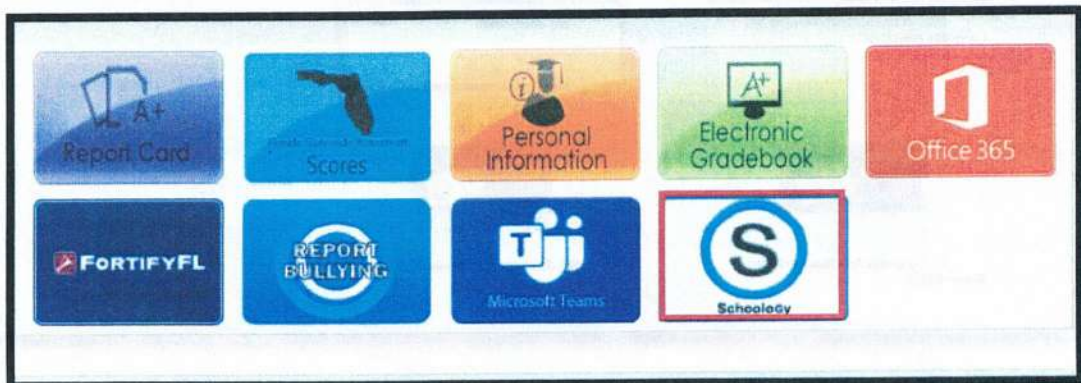 A+
Report Card
Scores
i
Personal
Information
A+
Electronic
Gradebook
Office 365
FORTIFYFL
REPORT
BULLYING
T
Microsoft Teams
S
Schoology